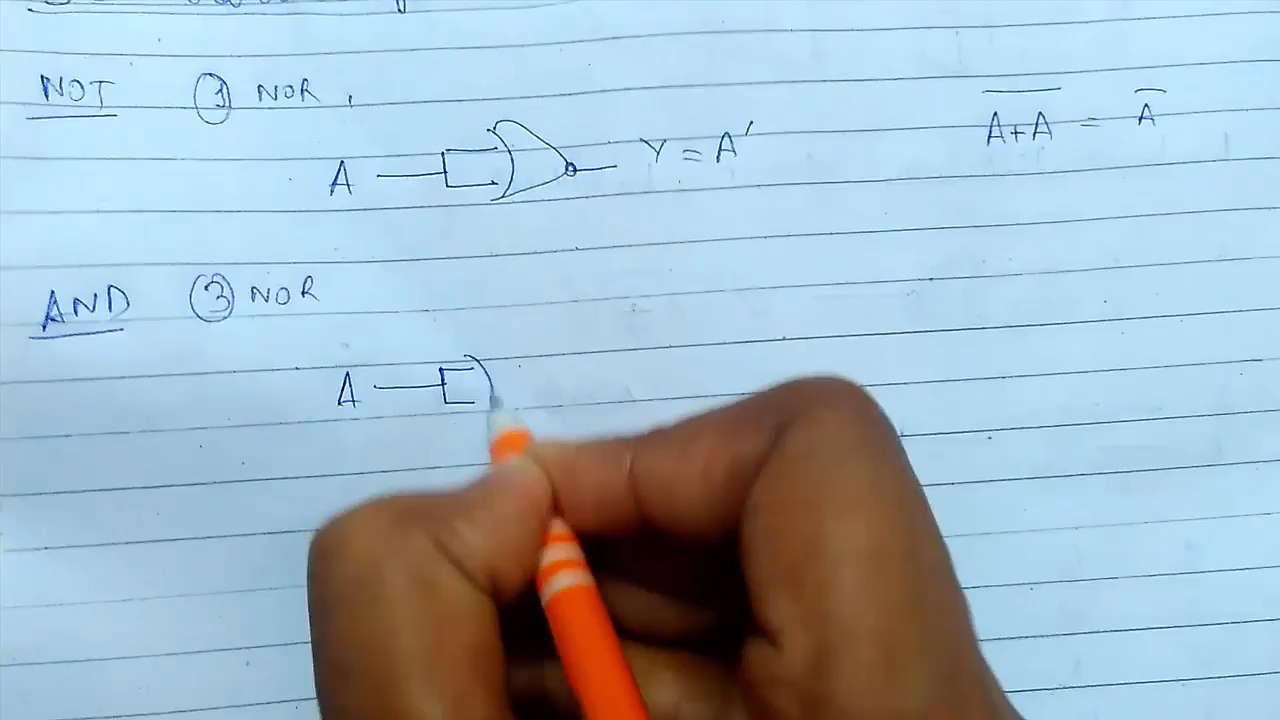 NOT ① NOR,
A Y = A′
A̅+̅A̅ = A̅
AND ③ NOR
A